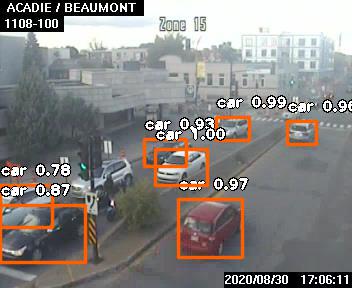 ACADIE / BEAUMONT
1108-100
Zone 15
car 0.99
car 0.96
car 0.93
car 1.00
car 0.78
car 0.87
car 0.97
2020/08/30 17:06:11